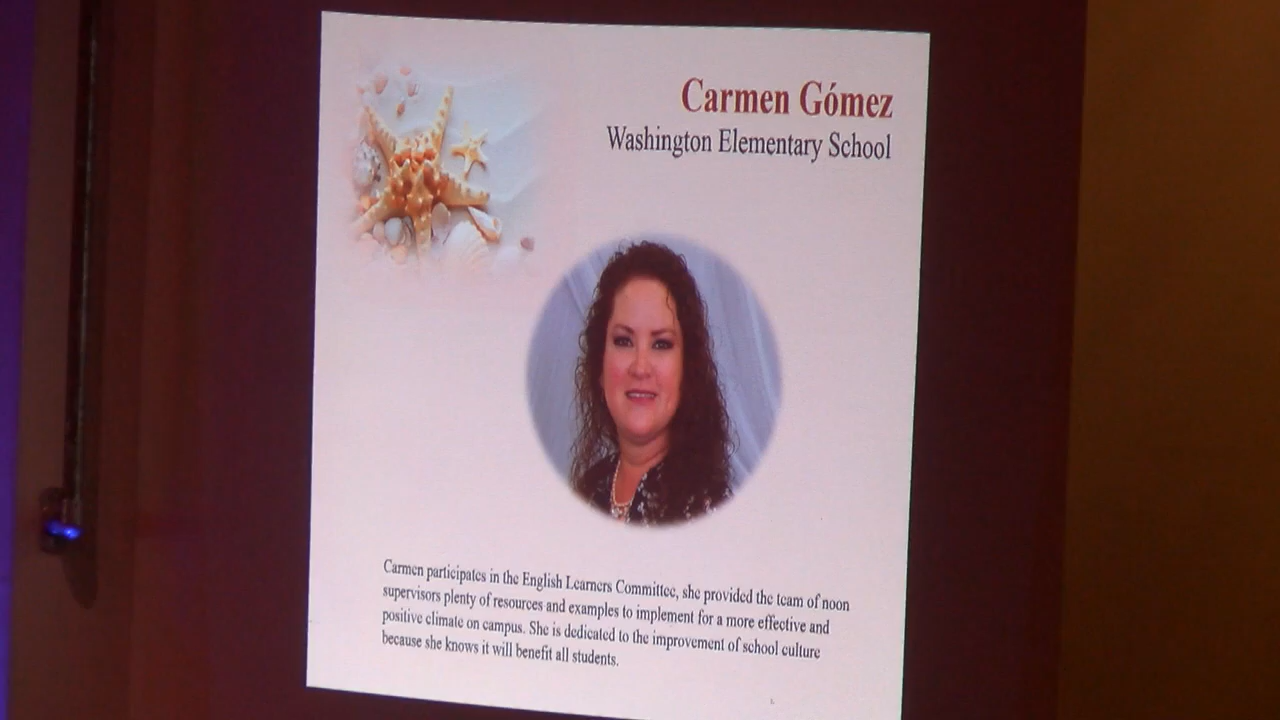 Carmen Gómez
Washington Elementary School
Carmen participates in the English Learners Committee, she provided the team of noon
supervisors plenty of resources and examples to implement for a more effective and
positive climate on campus. She is dedicated to the improvement of school culture
because she knows it will benefit all students.